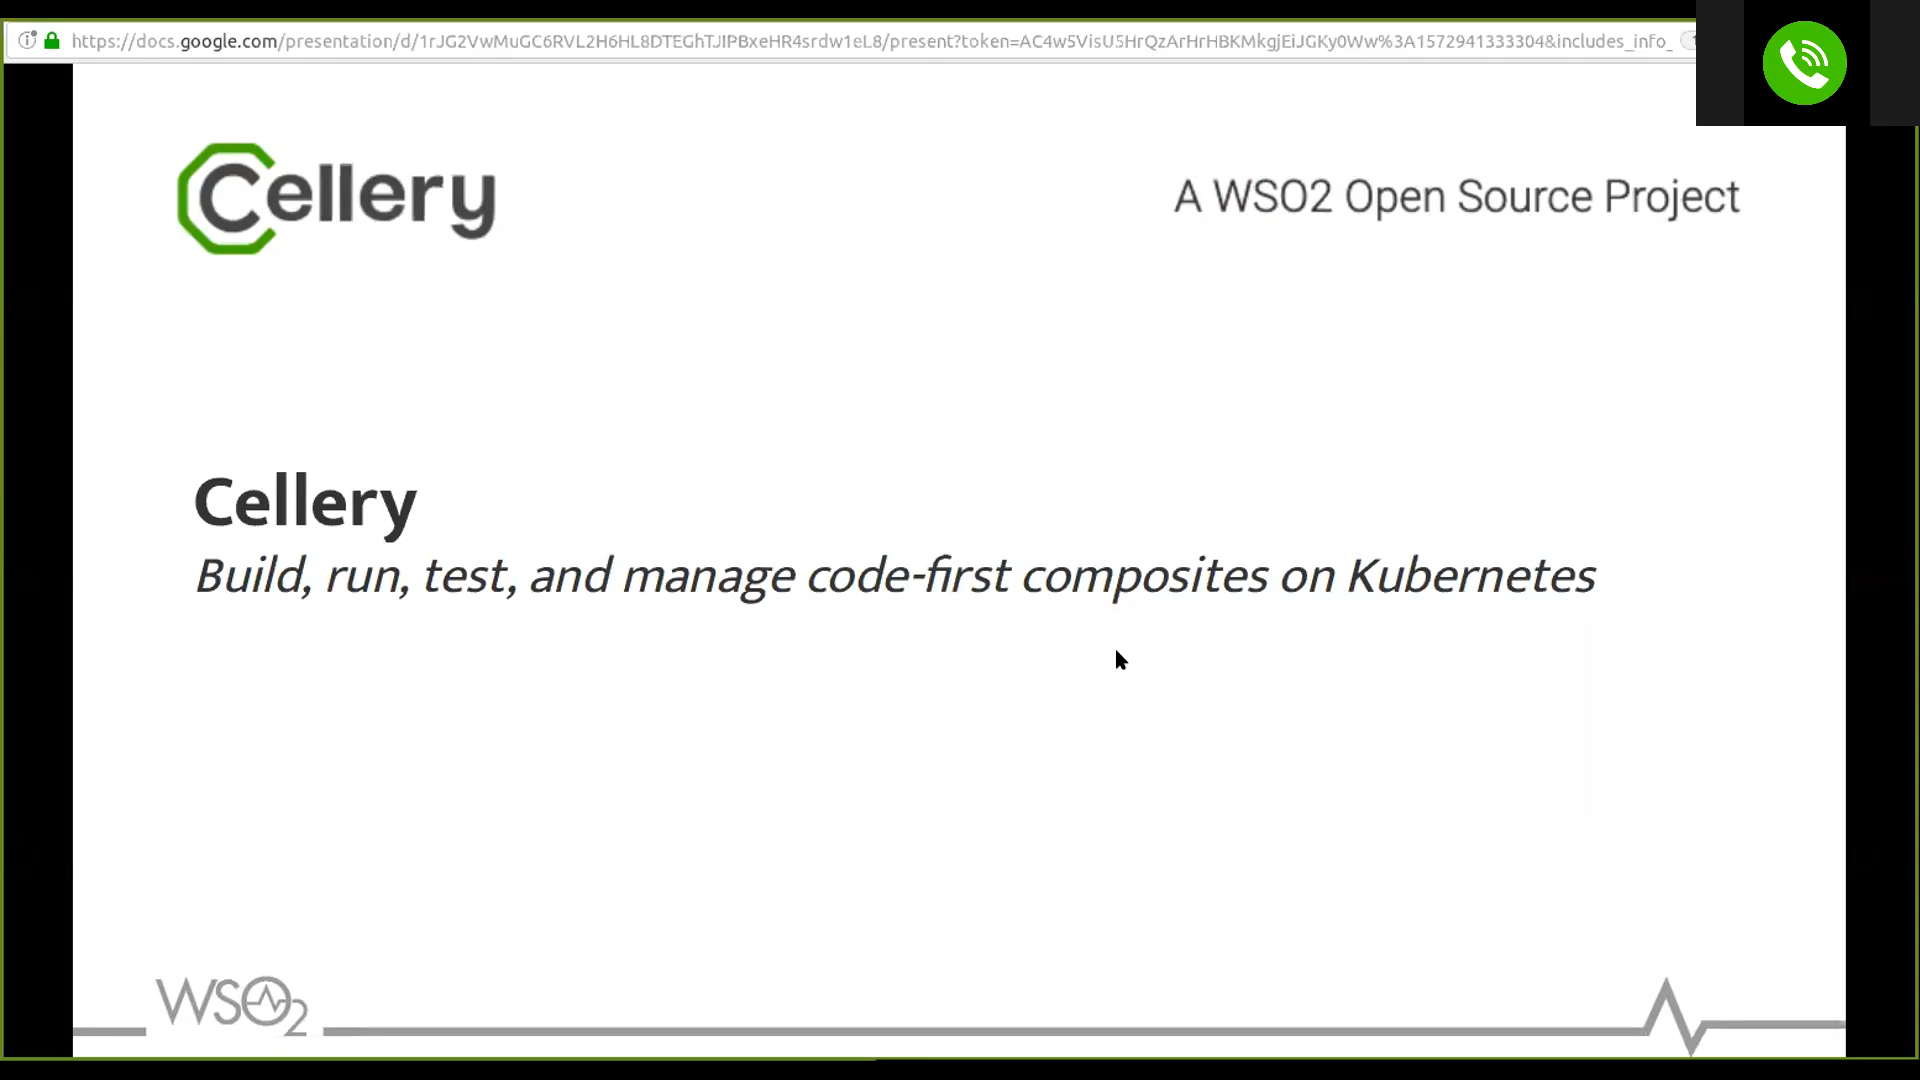 https://docs.google.com/presentation/d/1rJG2VwMuGC6RVL2H6HL8DTEGhTJIPBxeHR4srdw1eL8/present?token=AC4w5VisU5HrQzArHrHBKMkgjEiJGKy0Ww%3A1572941333304&includes_info_
Cellery
A WSO2 Open Source Project
Cellery
Build, run, test, and manage code-first composites on Kubernetes
WSO2